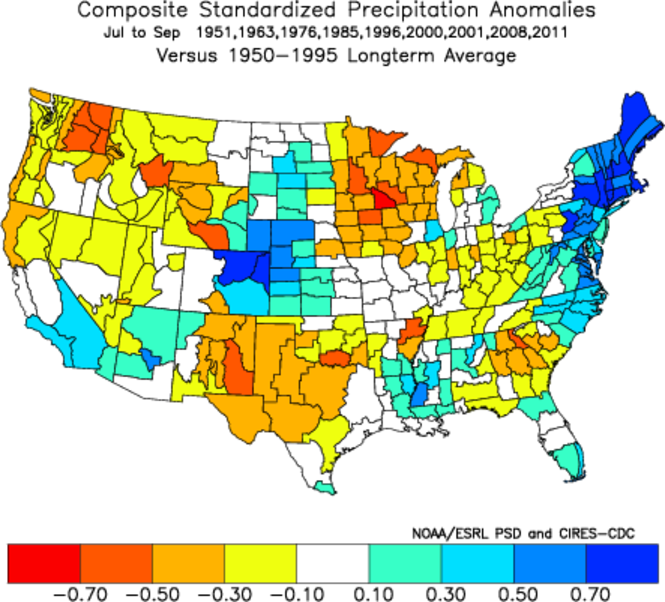 Composite Standardized Precipitation Anomalies
Jul to Sep 1951,1963,1976,1985,1996,2000,2001,2008,2011
Versus 1950-1995 Longterm Average
NOAA/ESRL PSD and CIRES-CDC
-0.70 -0.50 -0.30 -0.10 0.10 0.30 0.50 0.70